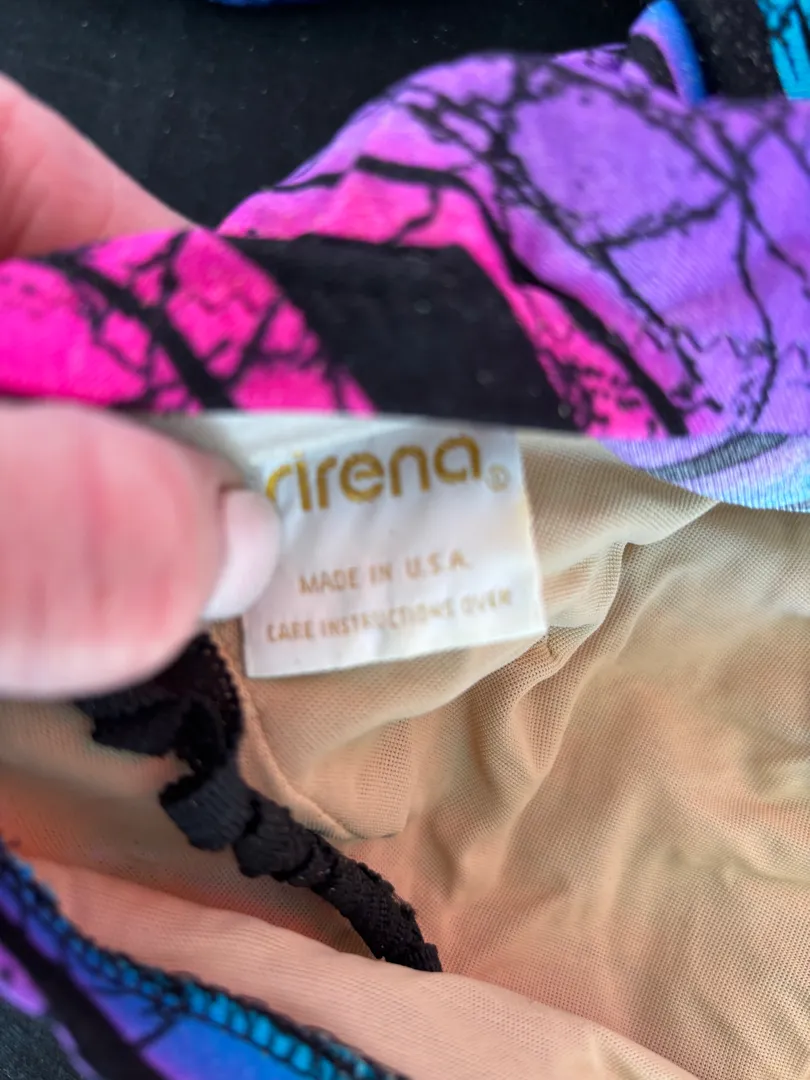 rirena®
MADE IN U.S.A.
CARE INSTRUCTIONS OVER